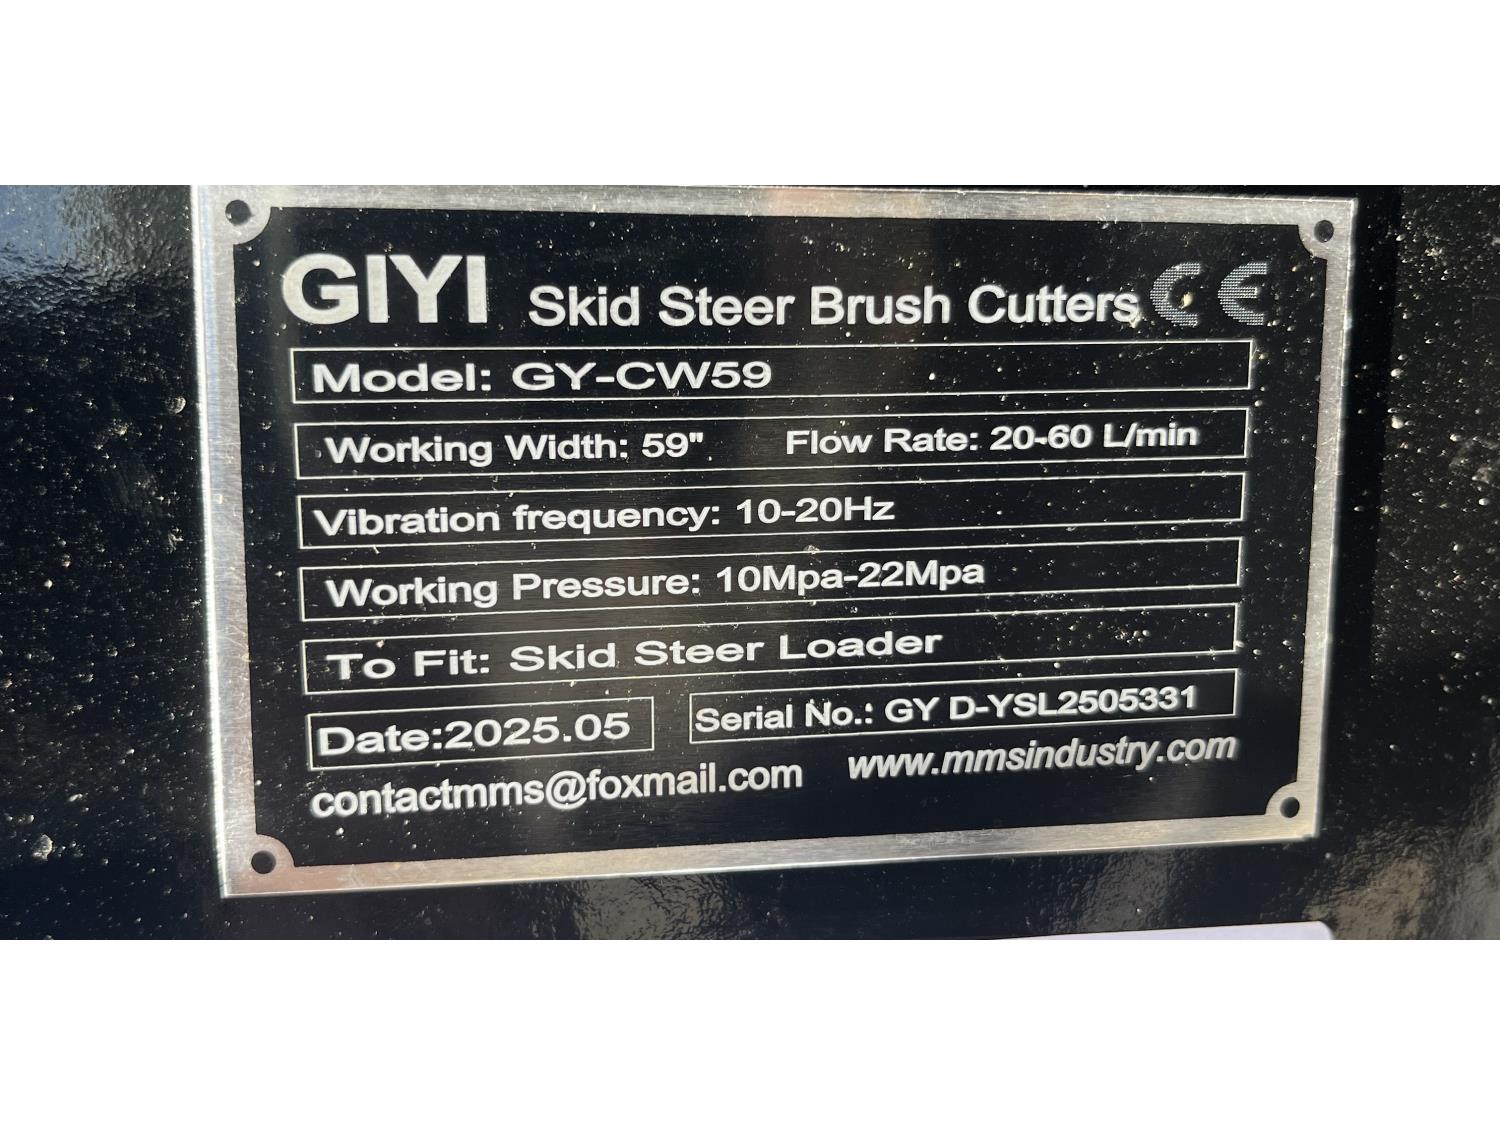 GIYI Skid Steer Brush Cutters CE
Model: GY-CW59
Working Width: 59" Flow Rate: 20-60 L/min
Vibration frequency: 10-20Hz
Working Pressure: 10Mpa-22Mpa
To Fit: Skid Steer Loader
Date:2025.05 Serial No.: GY D-YSL2505331
contactmms@foxmail.com www.mmsindustry.com